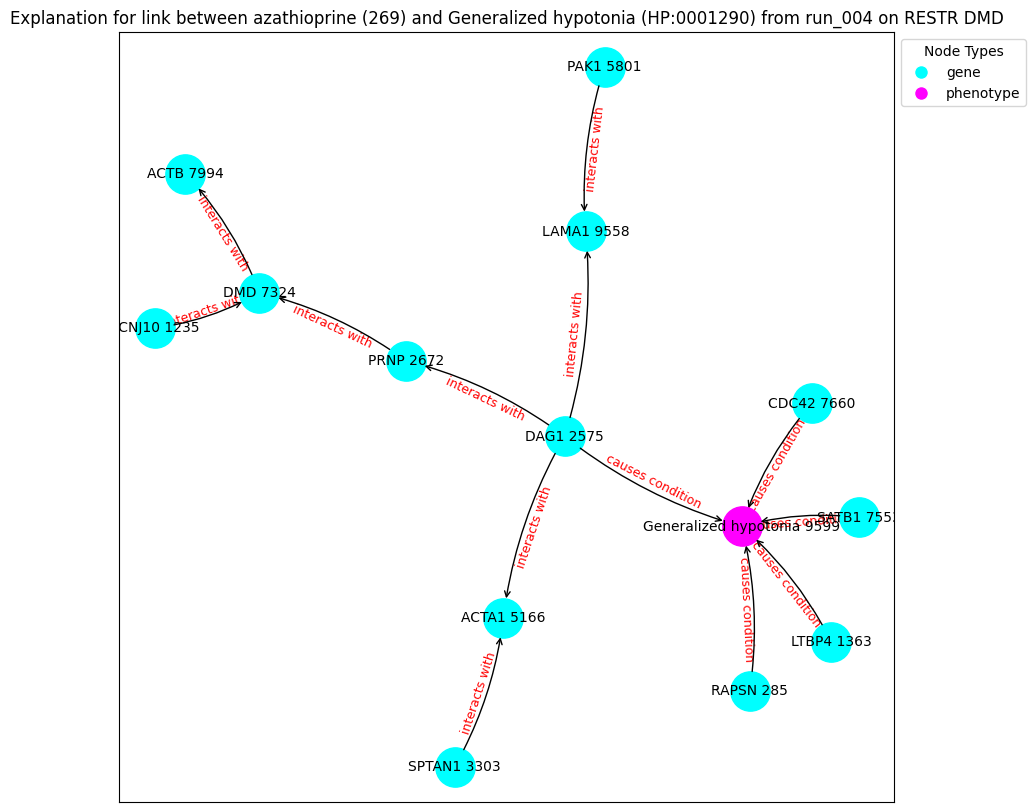 Explanation for link between azathioprine (269) and Generalized hypotonia (HP:0001290) from run_004 on RESTR DMD
Node Types
gene
phenotype
PAK1 5801
interacts with
ACTB 7994
interacts with
LAMA1 9558
DMD 7324
CNJ10 1235
interacts with
interacts with
PRNP 2672
interacts with
interacts with
CDC42 7660
DAG1 2575
causes condition
causes condition
SATB1 755
causes condition
Generalized hypotonia 9599
interacts with
causes condition
causes condition
ACTA1 5166
LTBP4 1363
interacts with
RAPSN 285
SPTAN1 3303